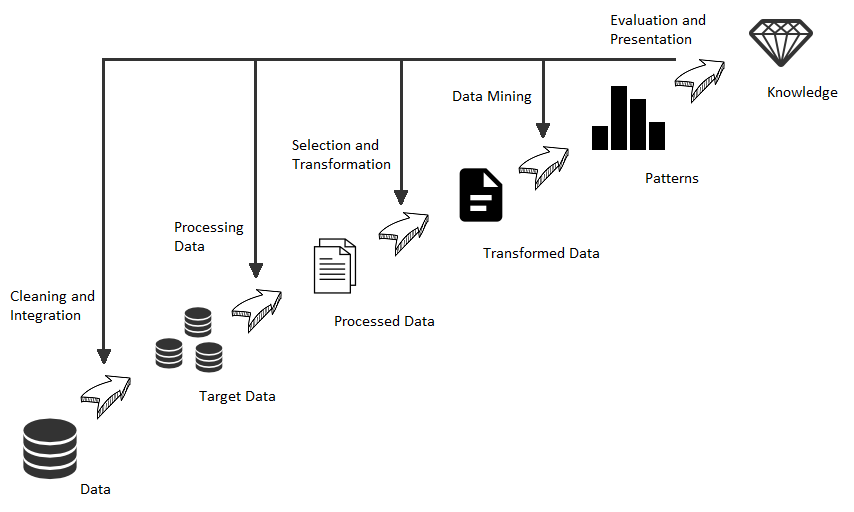 Evaluation and
Presentation
Knowledge
Data Mining
Patterns
Selection and
Transformation
Transformed Data
Processing
Data
Processed Data
Cleaning and
Integration
Target Data
Data